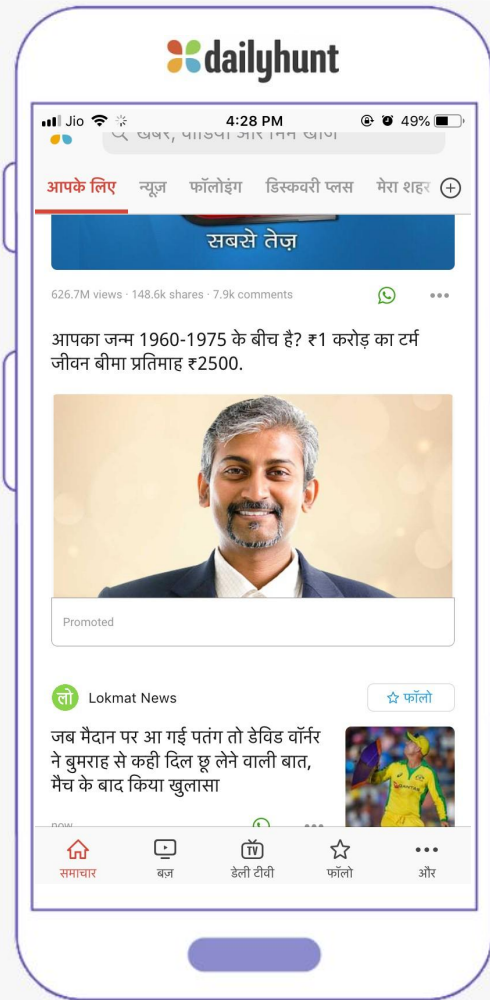 dailyhunt
Jio 4:28 PM 49%
आपके लिए न्यूज़ फॉलोइंग डिस्कवरी प्लस मेरा शहर
सबसे तेज़
626.7M views · 148.6k shares · 7.9k comments
आपका जन्म 1960-1975 के बीच है? ₹1 करोड़ का टर्म
जीवन बीमा प्रतिमाह ₹2500.
Promoted
लो Lokmat News
फॉलो
जब मैदान पर आ गई पतंग तो डेविड वॉर्नर
ने बुमराह से कही दिल छू लेने वाली बात,
मैच के बाद किया खुलासा
now
TV
समाचार बज़ डेली टीवी फॉलो और